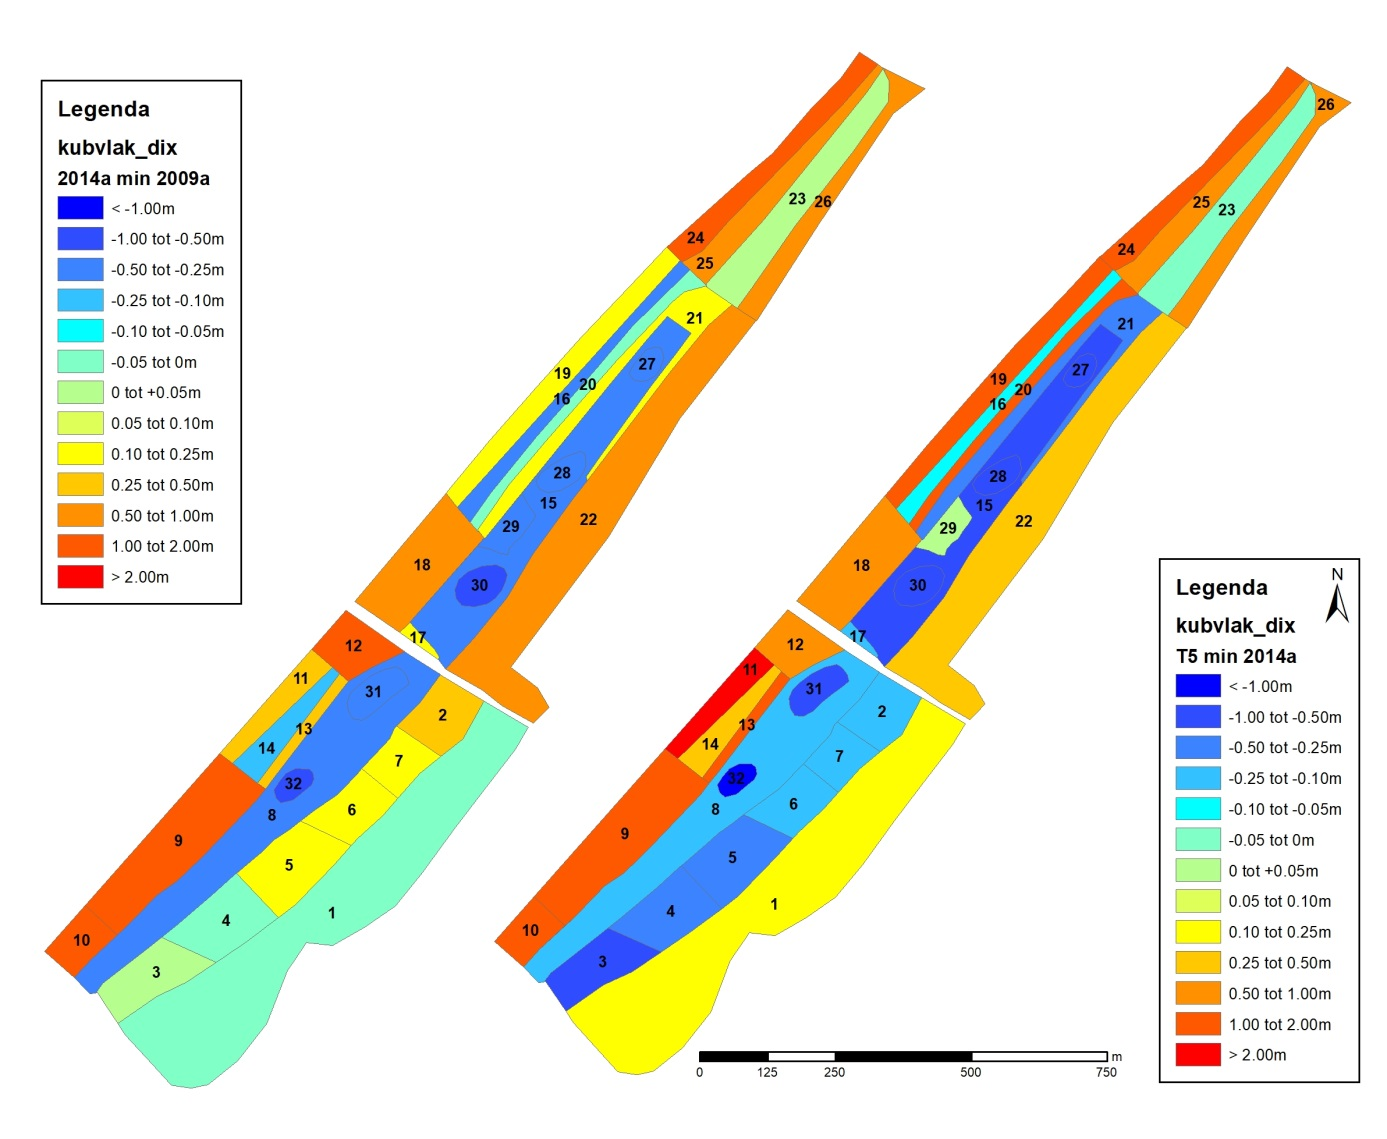 Legenda
kubvlak_dix
2014a min 2009a
< -1.00m
-1.00 tot -0.50m
-0.50 tot -0.25m
-0.25 tot -0.10m
-0.10 tot -0.05m
-0.05 tot 0m
0 tot +0.05m
0.05 tot 0.10m
0.10 tot 0.25m
0.25 tot 0.50m
0.50 tot 1.00m
1.00 tot 2.00m
> 2.00m
23
26
24
25
21
27
19
20
16
28
15
29
22
18
30
17
12
11
31
2
13
14
7
32
6
8
9
5
4
1
10
3
26
25
23
24
21
27
19
20
16
28
15
22
29
18
30
17
12
11
31
2
13
14
7
32
6
8
9
5
1
4
10
3
Legenda
N
kubvlak_dix
T5 min 2014a
< -1.00m
-1.00 tot -0.50m
-0.50 tot -0.25m
-0.25 tot -0.10m
-0.10 tot -0.05m
-0.05 tot 0m
0 tot +0.05m
0.05 tot 0.10m
0.10 tot 0.25m
0.25 tot 0.50m
0.50 tot 1.00m
1.00 tot 2.00m
> 2.00m
m
0 125 250 500 750